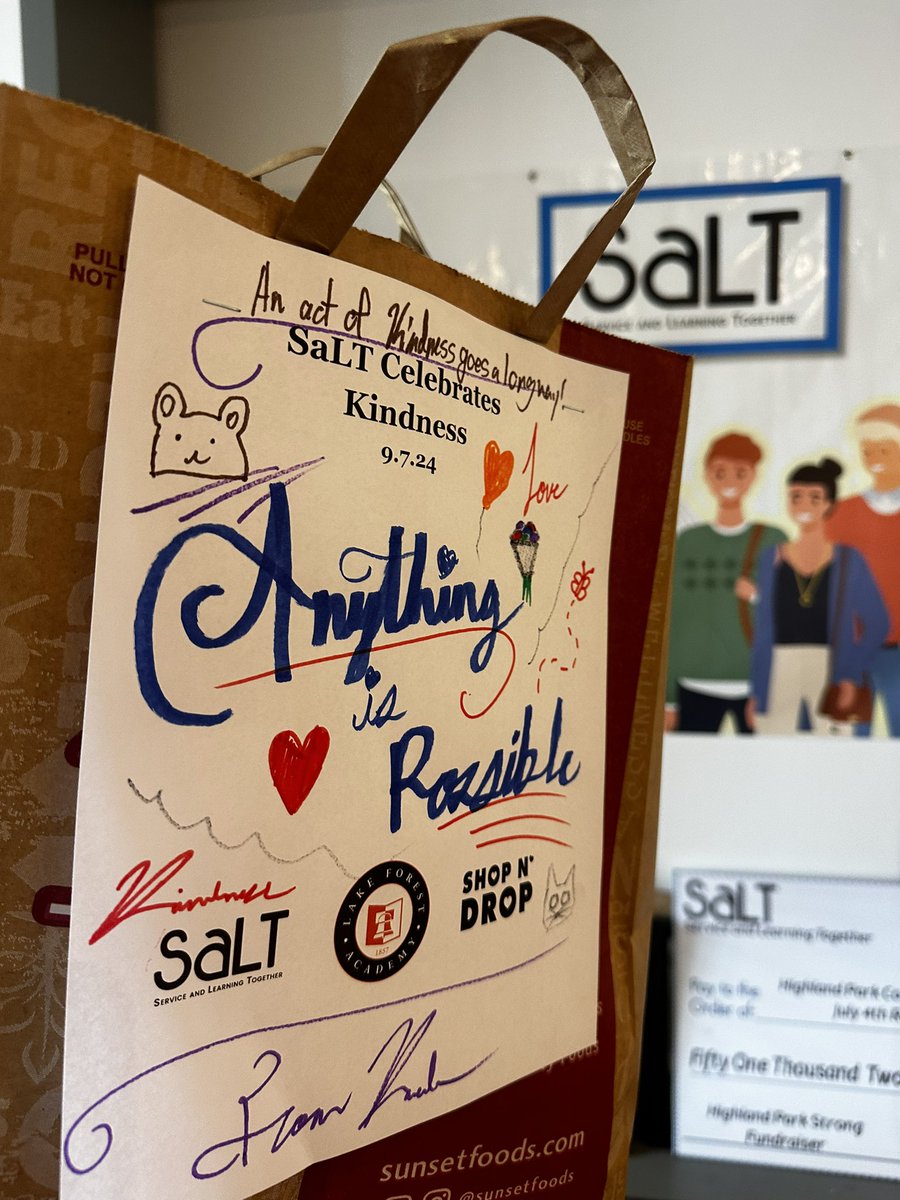 PULL
NOT
An act of Kindness goes a long way!
SaLT Celebrates
Kindness
9.7.24
Love
Anything
is
Possible
Kindness
SaLT
SERVICE AND LEARNING TOGETHER
LAKE FOREST
ACADEMY
1857
SHOP N'
DROP
From
sunsetfoods.com
@sunsetfoods
SaLT
SERVICE AND LEARNING TOGETHER
SaLT
Service and Learning Together
Pay to the
Order of:
Highland Park Co
July 4th R
Fifty One Thousand Two
Highland Park Strong
Fundraiser